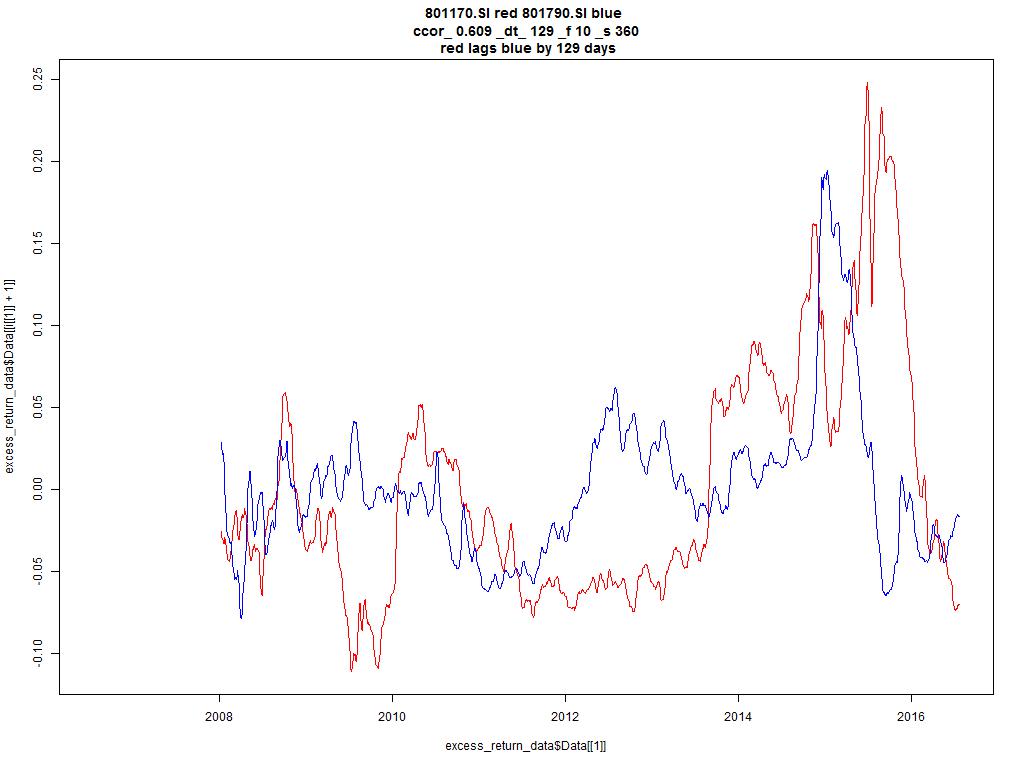 801170.SI red 801790.SI blue
ccor_ 0.609 _dt_ 129 _f 10 _s 360
red lags blue by 129 days
excess_return_data$Data[[i[[1]] + 1]]
0.25
0.20
0.15
0.10
0.05
0.00
-0.05
-0.10
2008 2010 2012 2014 2016
excess_return_data$Data[[1]]